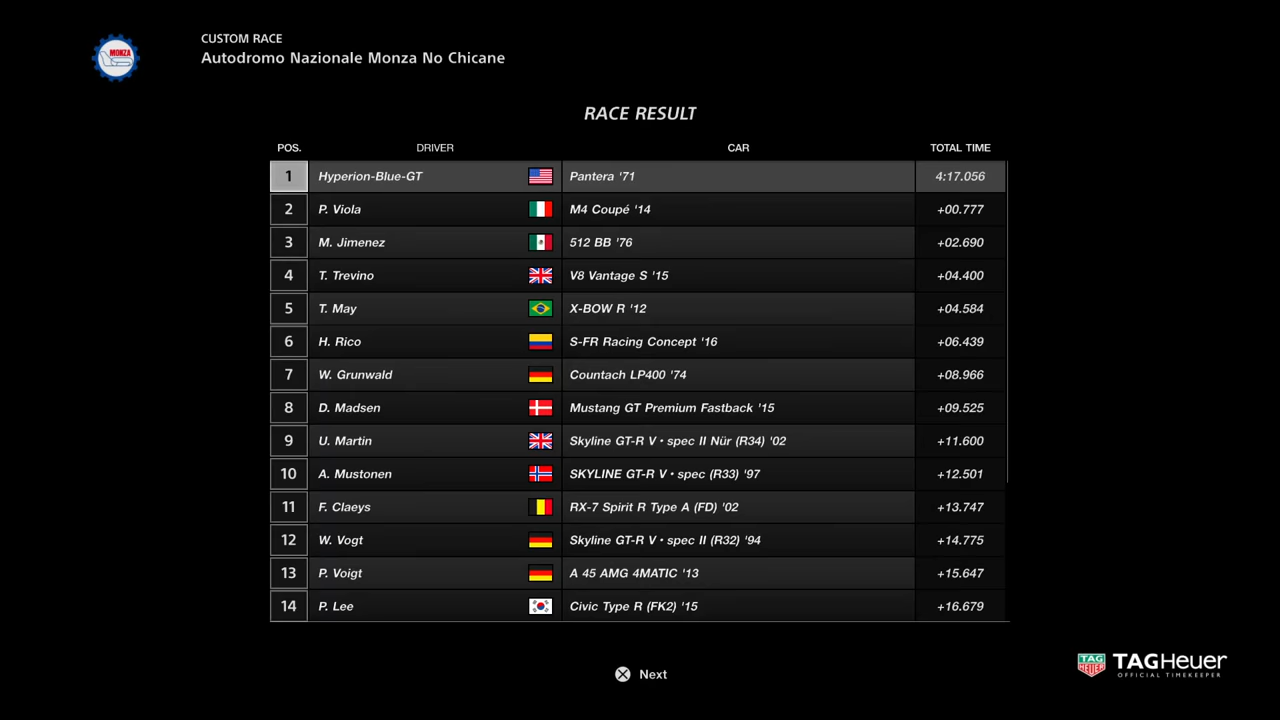 MONZA
CUSTOM RACE
Autodromo Nazionale Monza No Chicane
RACE RESULT
POS. DRIVER CAR TOTAL TIME
1 Hyperion-Blue-GT Pantera '71 4:17.056
2 P. Viola M4 Coupé '14 +00.777
3 M. Jimenez 512 BB '76 +02.690
4 T. Trevino V8 Vantage S '15 +04.400
5 T. May X-BOW R '12 +04.584
6 H. Rico S-FR Racing Concept '16 +06.439
7 W. Grunwald Countach LP400 '74 +08.966
8 D. Madsen Mustang GT Premium Fastback '15 +09.525
9 U. Martin Skyline GT-R V・spec II Nür (R34) '02 +11.600
10 A. Mustonen SKYLINE GT-R V・spec (R33) '97 +12.501
11 F. Claeys RX-7 Spirit R Type A (FD) '02 +13.747
12 W. Vogt Skyline GT-R V・spec II (R32) '94 +14.775
13 P. Voigt A 45 AMG 4MATIC '13 +15.647
14 P. Lee Civic Type R (FK2) '15 +16.679
Next
TAG HEUER TAGHeuer
OFFICIAL TIMEKEEPER